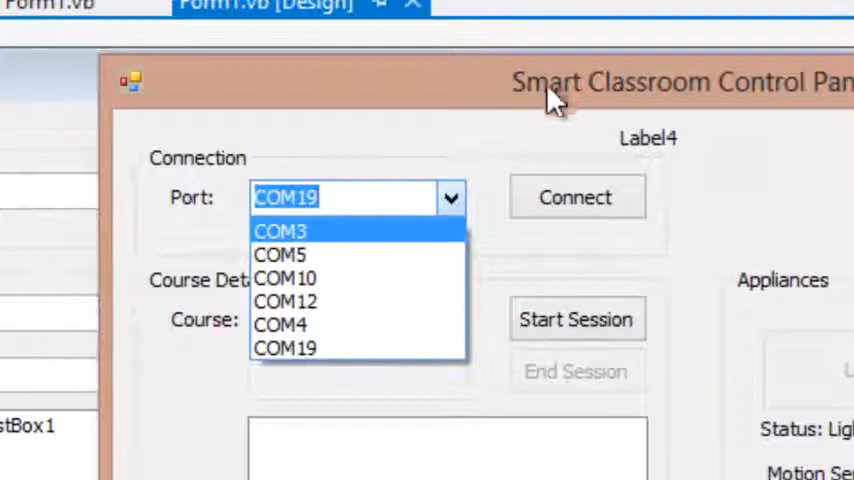 Form1.vb
Form1.vb [Design]
Smart Classroom Control Pan
Label4
Connection
Port:
COM19
Connect
COM3
COM5
COM10
COM12
COM4
COM19
Course Det
Appliances
Course:
Start Session
End Session
stBox1
Status: Ligh
Motion Se